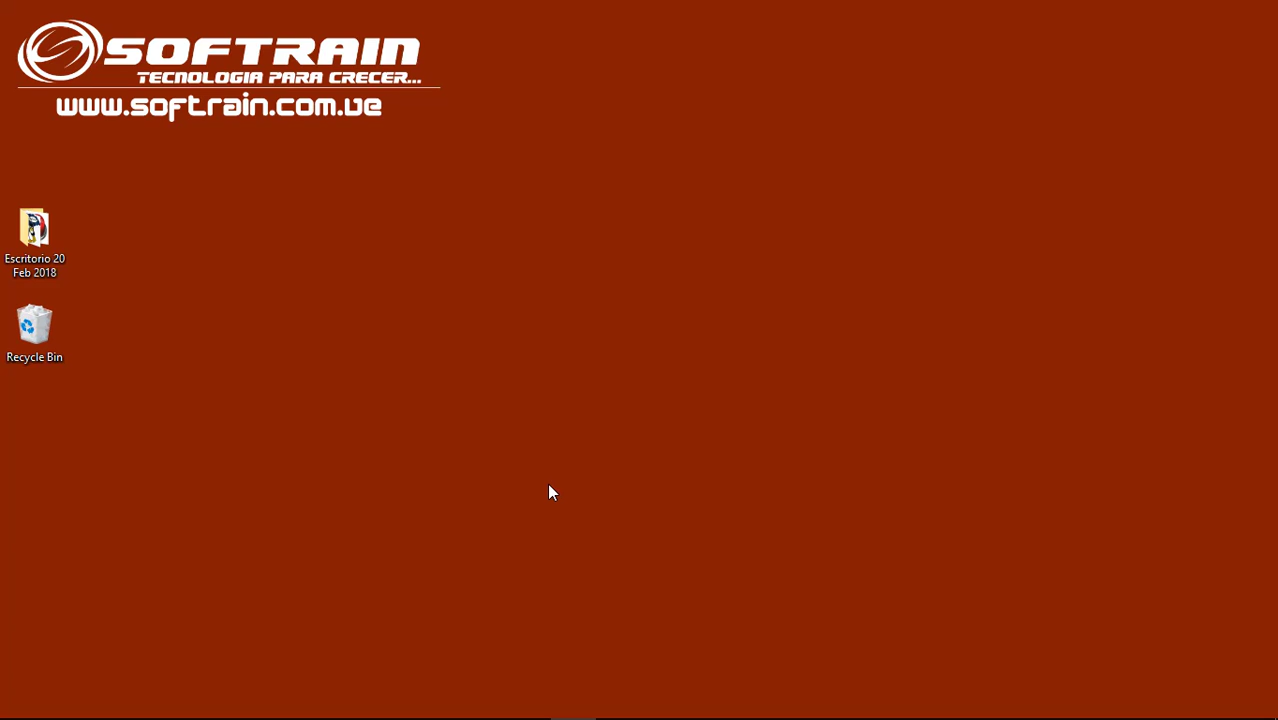 SOFTRAIN
TECNOLOGIA PARA CRECER...
www.softrain.com.ve
Escritorio 20
Feb 2018
Recycle Bin